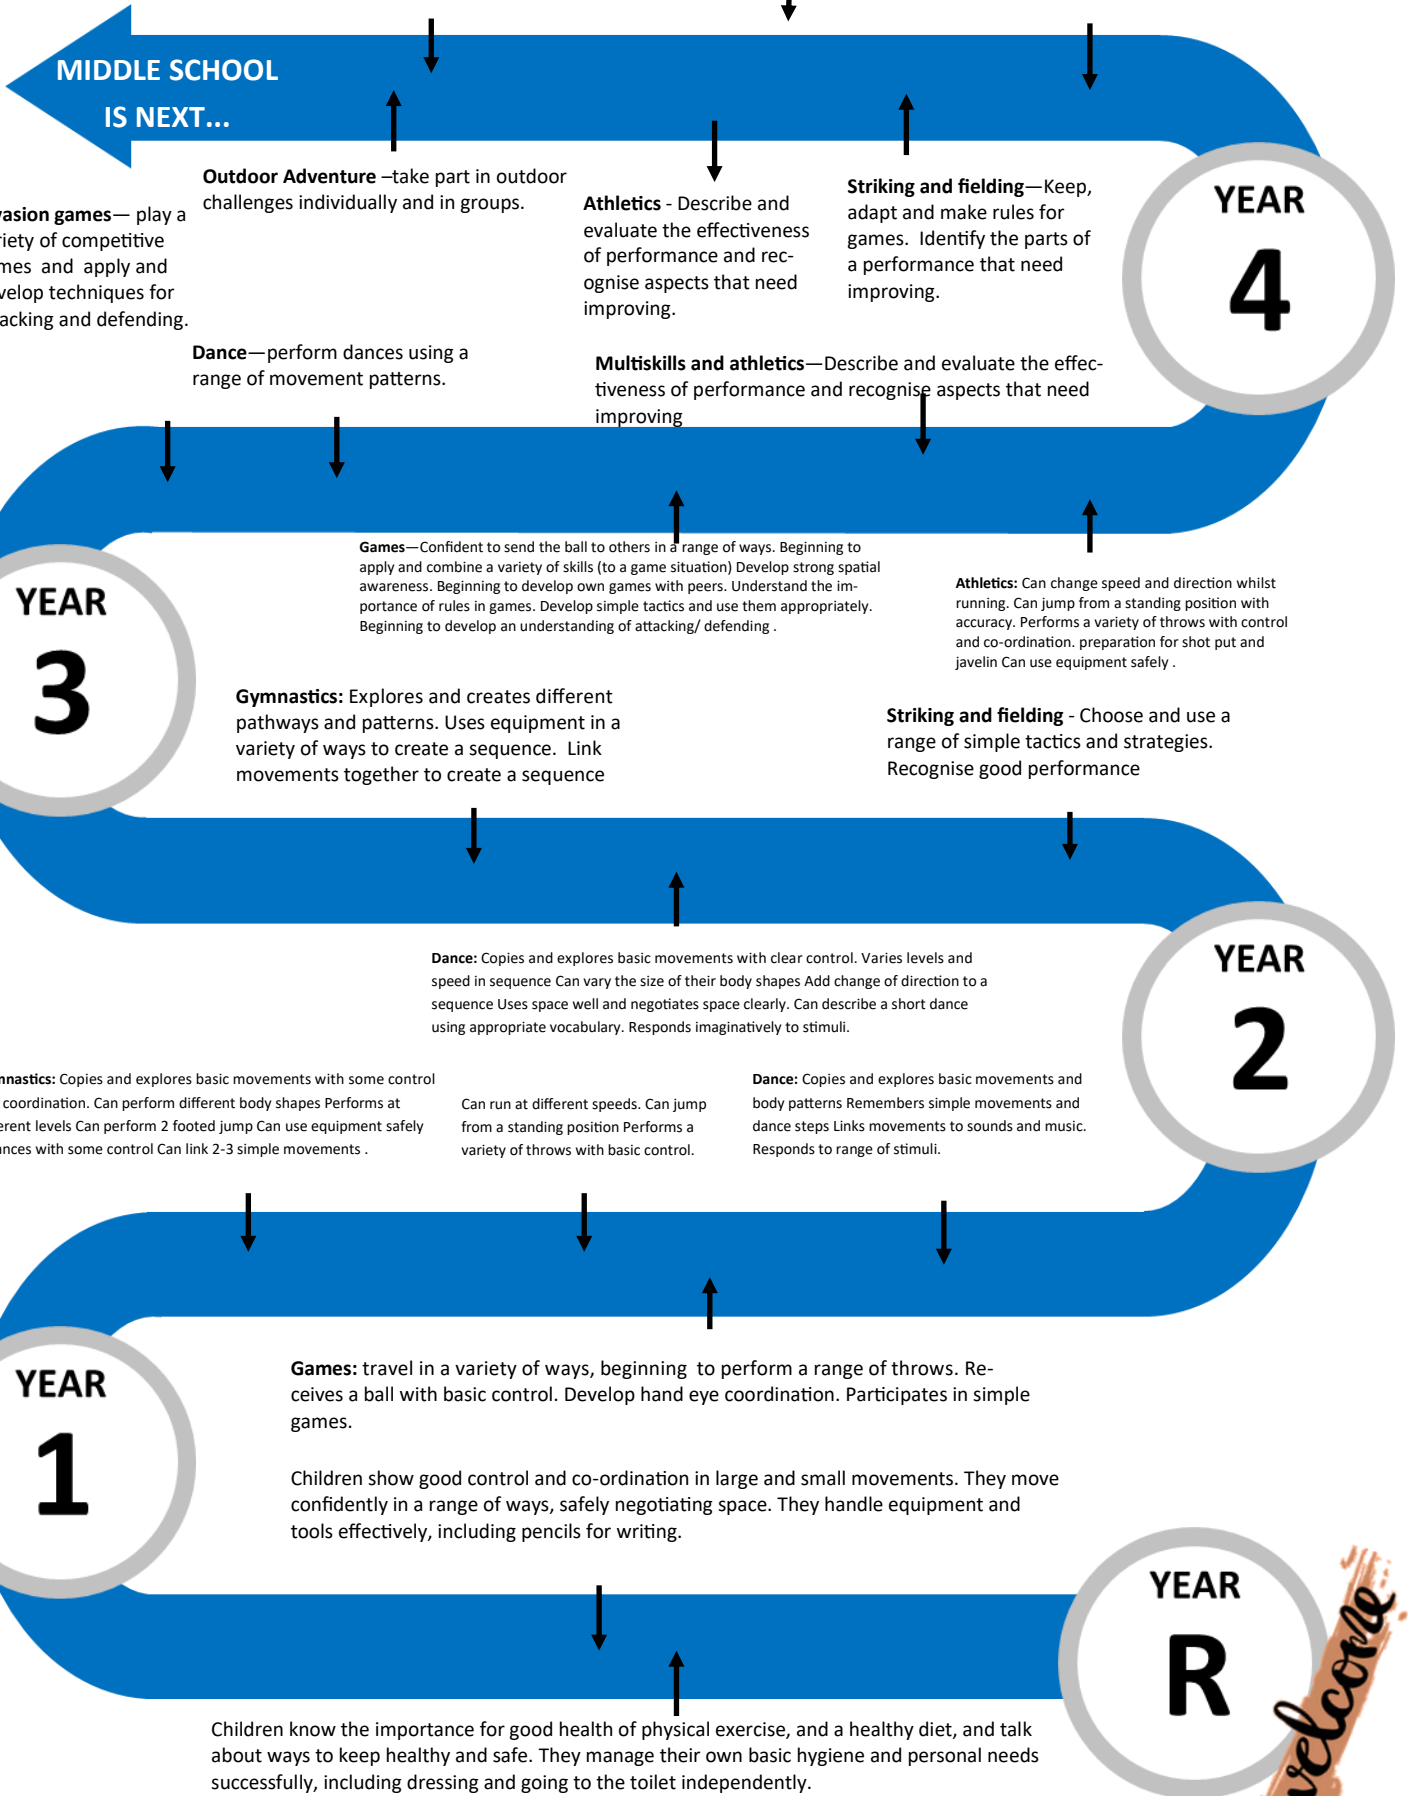 MIDDLE SCHOOL
IS NEXT...
Outdoor Adventure –take part in outdoor
challenges individually and in groups.
games— play a
of competitive
and apply and
techniques for
and defending.
Athletics - Describe and
evaluate the effectiveness
of performance and rec-
ognise aspects that need
improving.
Striking and fielding—Keep,
adapt and make rules for
games. Identify the parts of
a performance that need
improving.
YEAR
4
Dance—perform dances using a
range of movement patterns.
Multiskills and athletics—Describe and evaluate the effec-
tiveness of performance and recognise aspects that need
improving
YEAR
3
Games—Confident to send the ball to others in a range of ways. Beginning to
apply and combine a variety of skills (to a game situation) Develop strong spatial
awareness. Beginning to develop own games with peers. Understand the im-
portance of rules in games. Develop simple tactics and use them appropriately.
Beginning to develop an understanding of attacking/ defending .
Athletics: Can change speed and direction whilst
running. Can jump from a standing position with
accuracy. Performs a variety of throws with control
and co-ordination. preparation for shot put and
javelin Can use equipment safely .
Gymnastics: Explores and creates different
pathways and patterns. Uses equipment in a
variety of ways to create a sequence. Link
movements together to create a sequence
Striking and fielding - Choose and use a
range of simple tactics and strategies.
Recognise good performance
YEAR
2
Dance: Copies and explores basic movements with clear control. Varies levels and
speed in sequence Can vary the size of their body shapes Add change of direction to a
sequence Uses space well and negotiates space clearly. Can describe a short dance
using appropriate vocabulary. Responds imaginatively to stimuli.
Copies and explores basic movements with some control
coordination. Can perform different body shapes Performs at
levels Can perform 2 footed jump Can use equipment safely
with some control Can link 2-3 simple movements .
Can run at different speeds. Can jump
from a standing position Performs a
variety of throws with basic control.
Dance: Copies and explores basic movements and
body patterns Remembers simple movements and
dance steps Links movements to sounds and music.
Responds to range of stimuli.
YEAR
1
Games: travel in a variety of ways, beginning to perform a range of throws. Re-
ceives a ball with basic control. Develop hand eye coordination. Participates in simple
games.
Children show good control and co-ordination in large and small movements. They move
confidently in a range of ways, safely negotiating space. They handle equipment and
tools effectively, including pencils for writing.
YEAR
R
welcome
Children know the importance for good health of physical exercise, and a healthy diet, and talk
about ways to keep healthy and safe. They manage their own basic hygiene and personal needs
successfully, including dressing and going to the toilet independently.